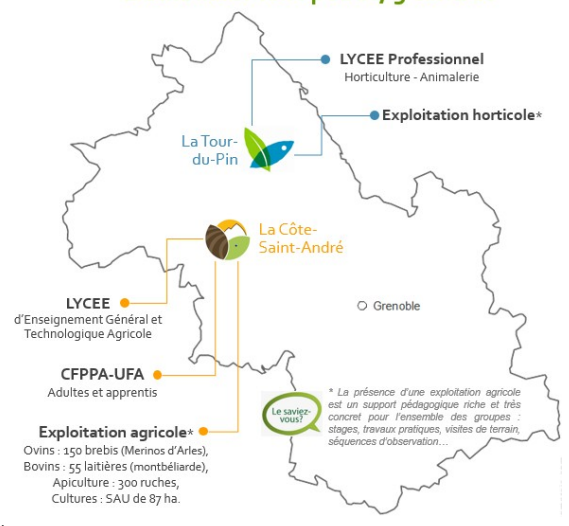 LYCEE Professionnel
Horticulture - Animalerie
Exploitation horticole*
La Tour-
du-Pin
La Côte-
Saint-André
LYCEE
d'Enseignement Général et
Technologique Agricole
Grenoble
CFPPA-UFA
Adultes et apprentis
Exploitation agricole*
Ovins : 150 brebis (Merinos d'Arles),
Bovins : 55 laitières (montbéliarde),
Apiculture : 300 ruches,
Cultures : SAU de 87 ha.
Le saviez-
vous?
* La présence d'une exploitation agricole
est un support pédagogique riche et très
concret pour l'ensemble des groupes :
stages, travaux pratiques, visites de terrain,
séquences d'observation…